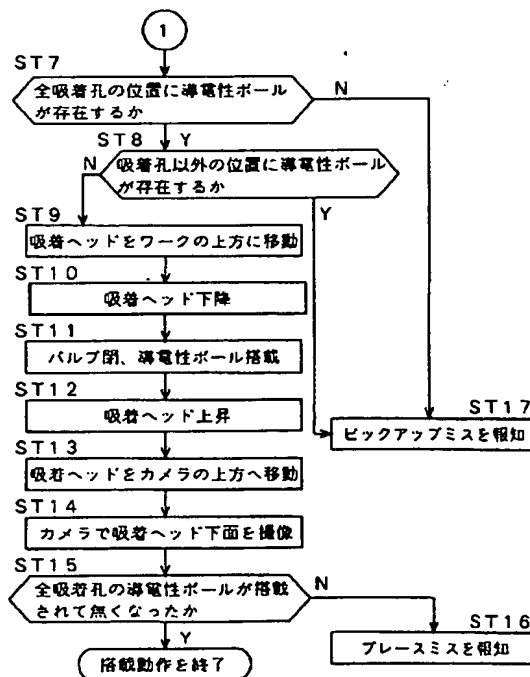 1
ST7
全吸着孔の位置に導電性ボール
が存在するか
N
ST8
Y
N
吸着孔以外の位置に導電性ボール
が存在するか
Y
ST9
吸着ヘッドをワークの上方に移動
ST10
吸着ヘッド下降
ST11
バルブ閉、導電性ボール搭載
ST12
吸着ヘッド上昇
ST17
ピックアップミスを報知
ST13
吸着ヘッドをカメラの上方へ移動
ST14
カメラで吸着ヘッド下面を撮像
ST15
全吸着孔の導電性ボールが搭載
されて無くなったか
N
ST16
プレースミスを報知
Y
搭載動作を終了